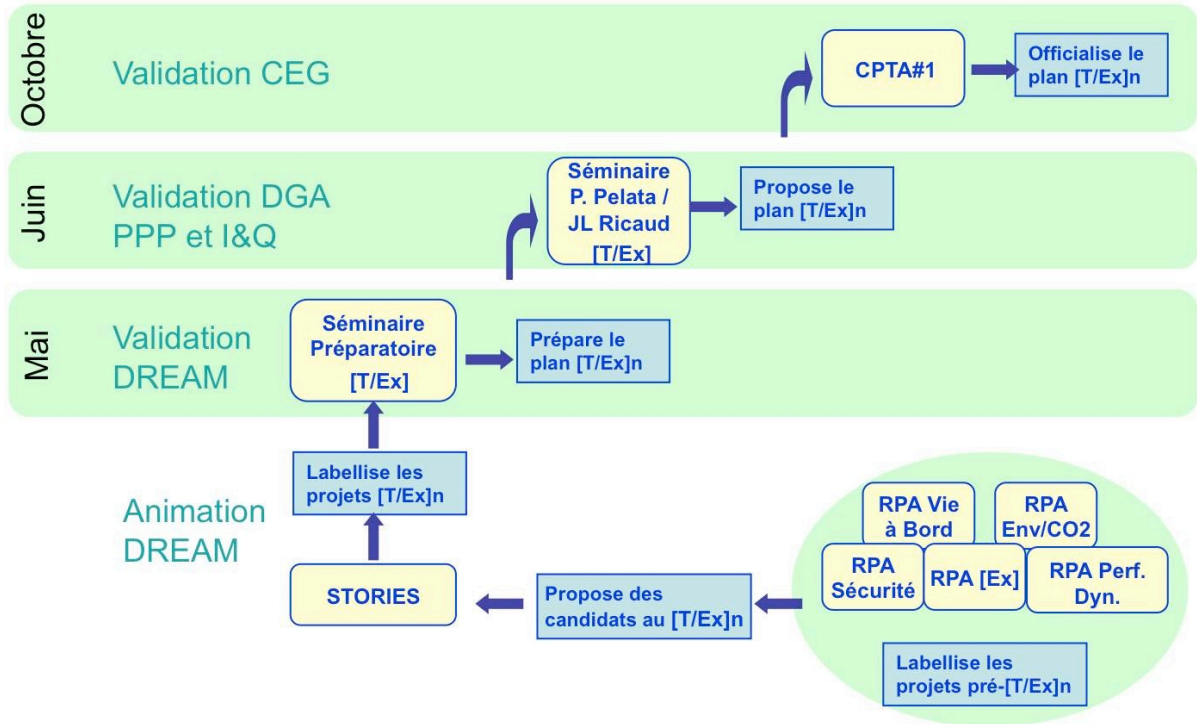 Octobre
Validation CEG
CPTA#1
Officialise le
plan [T/Ex]n
Juin
Validation DGA
PPP et I&Q
Séminaire
P. Pelata /
JL Ricaud
[T/Ex]
Propose le
plan [T/Ex]n
Mai
Validation
DREAM
Séminaire
Préparatoire
[T/Ex]
Prépare le
plan [T/Ex]n
Labellise les
projets [T/Ex]n
Animation
DREAM
STORIES
Propose des
candidats au [T/Ex]n
RPA Vie
à Bord
RPA
Env/CO2
RPA
Sécurité
RPA [Ex]
RPA Perf.
Dyn.
Labellise les
projets pré-[T/Ex]n